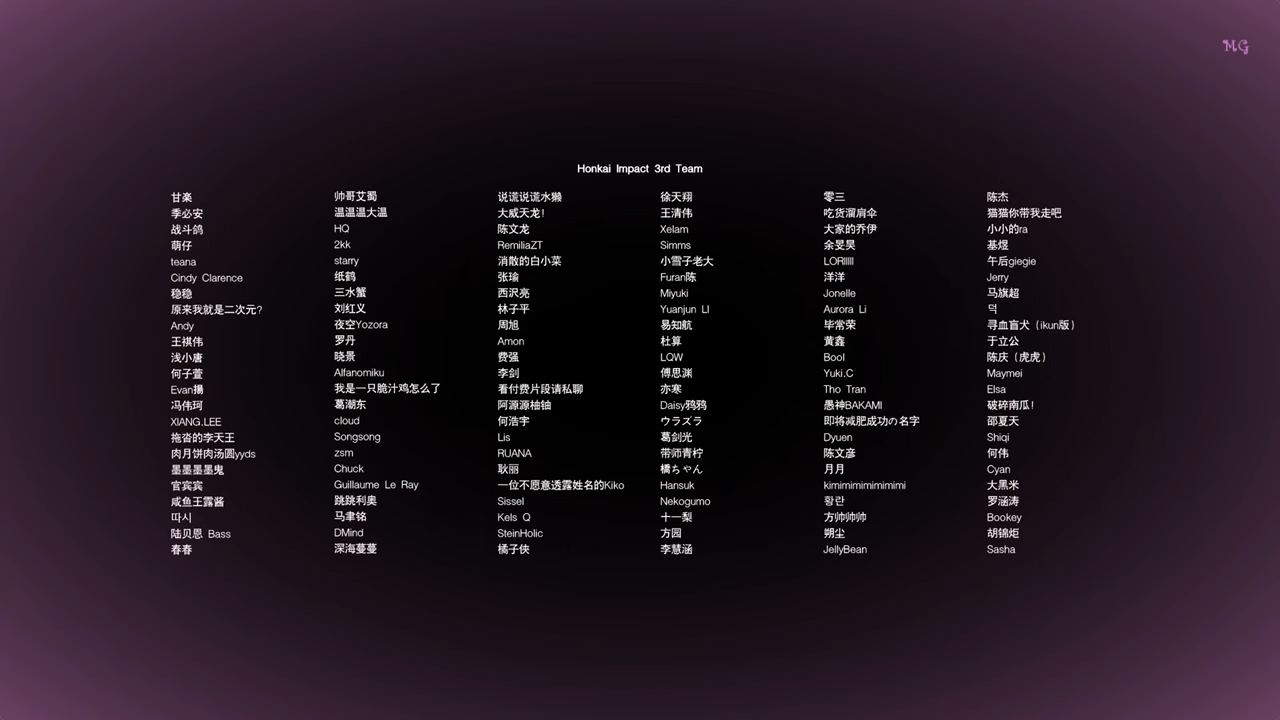 MG
Honkai Impact 3rd Team
甘楽 帅哥艾蜀 说谎说谎水獭 徐天翔 零三 陈杰
季必安 温温温大温 大威天龙! 王清伟 吃货溜肩伞 猫猫你带我走吧
战斗鸽 HQ 陈文龙 Xelam 大家的乔伊 小小的ra
萌仔 2kk RemiliaZT Simms 余旻昊 基煜
teana starry 消散的白小菜 小雪子老大 LORIIIII 午后giegie
Cindy Clarence 纸鹤 张瑜 Furan陈 洋洋 Jerry
稳稳 三水蟹 西沢亮 Miyuki Jonelle 马旗超
原来我就是二次元? 刘红义 林子平 Yuanjun LI Aurora Li 덕
Andy 夜空Yozora 周旭 易知航 毕常荣 寻血盲犬（ikun版）
王祺伟 罗丹 Amon 杜算 黄鑫 于立公
浅小唐 晓景 费强 LQW Bool 陈庆（虎虎）
何子萱 Alfanomiku 李剑 傅思渊 Yuki.C Maymei
Evan揚 我是一只脆汁鸡怎么了 看付费片段请私聊 亦寒 Tho Tran Elsa
冯伟珂 葛潮东 阿源源柚铀 Daisy鸦鸦 愚神BAKAMI 破碎南瓜!
XIANG.LEE cloud 何浩宇 ウラズラ 即将减肥成功の名字 邵夏天
拖沓的李天王 Songsong Lis 葛剑光 Dyuen Shiqi
肉月饼肉汤圆yyds zsm RUANA 带师青柠 陈文彦 何伟
墨墨墨墨鬼 Chuck 耿丽 橋ちゃん 月月 Cyan
官宾宾 Guillaume Le Ray 一位不愿意透露姓名的Kiko Hansuk kimimimimimimimi 大黑米
咸鱼王露酱 跳跳利奥 Sissel Nekogumo 황란 罗涵涛
따시 马聿铭 Kels Q 十一梨 方帅帅帅 Bookey
陆贝恩 Bass DMind SteinHolic 方园 朔尘 胡锦炬
春春 深海蔓蔓 橘子侠 李慧涵 JellyBean Sasha